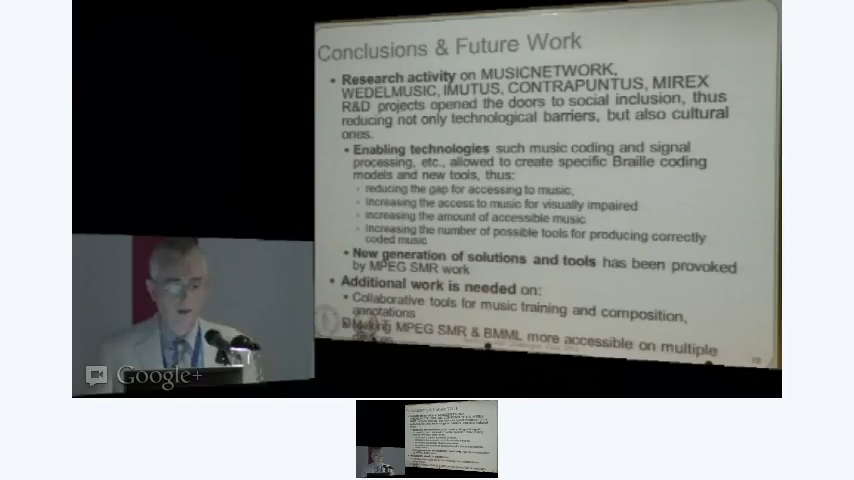 Conclusions & Future Work
Research activity on MUSICNETWORK,
WEDELMUSIC, IMUTUS, CONTRAPUNTUS, MIREX
R&D projects opened the doors to social inclusion, thus
reducing not only technological barriers, but also cultural
ones.
Enabling technologies such music coding and signal
processing, etc., allowed to create specific Braille coding
models and new tools, thus:
reducing the gap for accessing to music,
Increasing the access to music for visually impaired
increasing the amount of accessible music
Increasing the number of possible tools for producing correctly
coded music
New generation of solutions and tools has been provoked
by MPEG SMR work
Additional work is needed on:
Collaborative tools for music training and composition,
annotations
Making MPEG SMR & BMML more accessible on multiple
devices
19
Google+